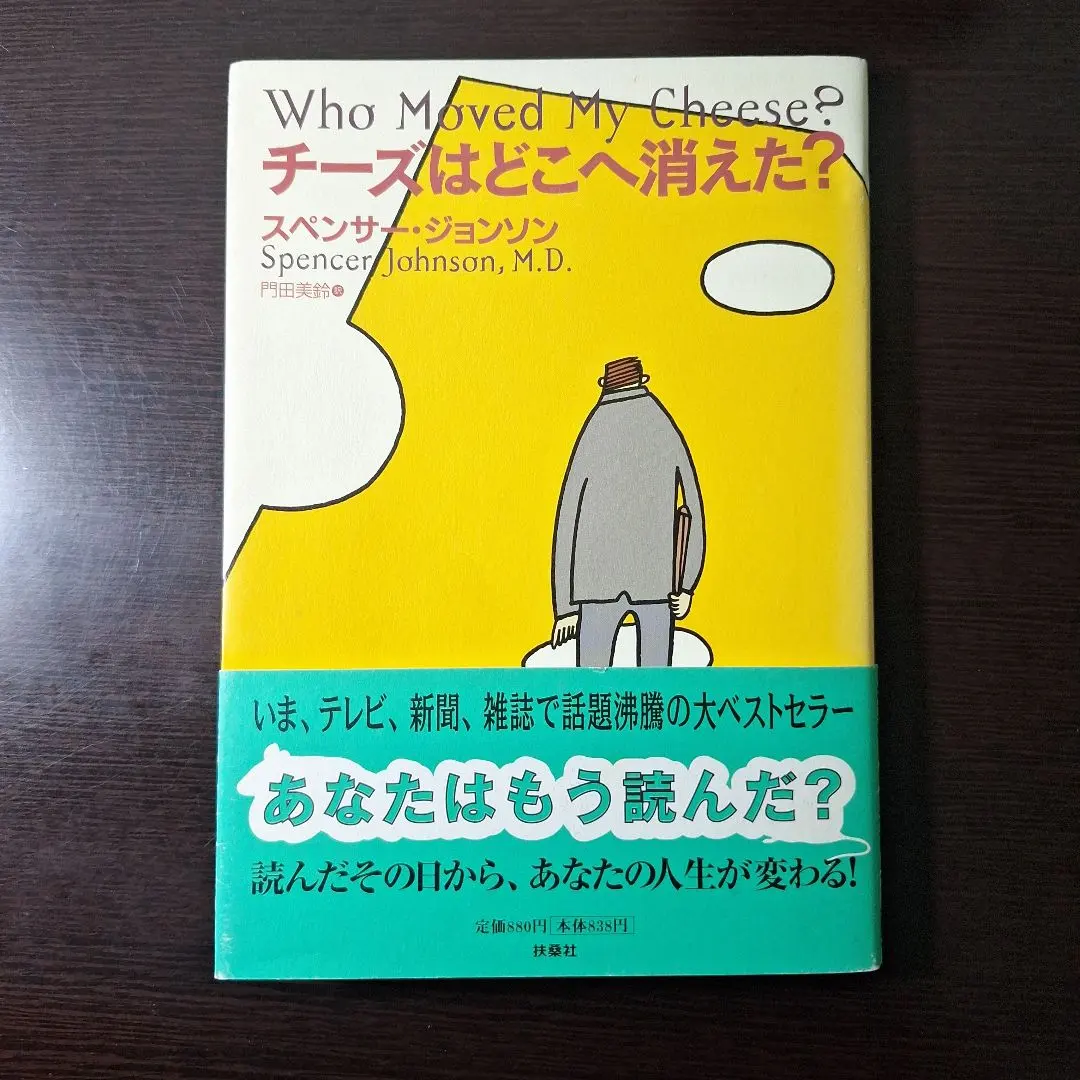 Who Moved My Cheese?
チーズはどこへ消えた?
スペンサー・ジョンソン
Spencer Johnson, M.D.
門田美鈴 訳
いま、テレビ、新聞、雑誌で話題沸騰の大ベストセラー
あなたはもう読んだ?
読んだその日から、あなたの人生が変わる!
定価880円 本体838円
扶桑社